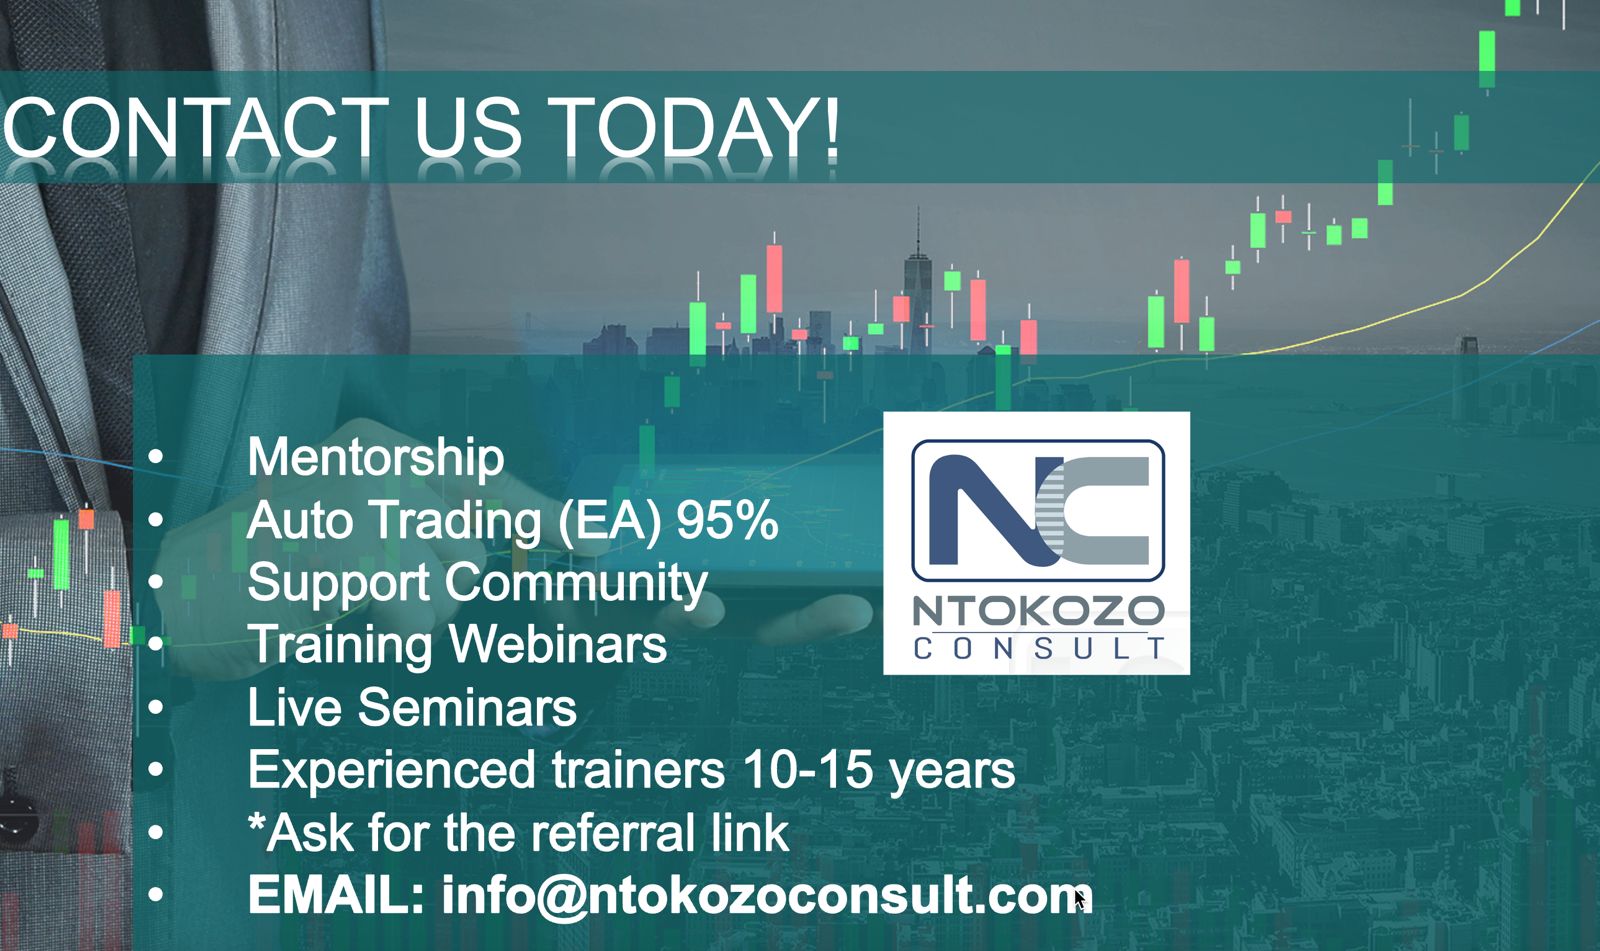 CONTACT US TODAY!
• Mentorship
• Auto Trading (EA) 95%
• Support Community
• Training Webinars
• Live Seminars
• Experienced trainers 10-15 years
• *Ask for the referral link
• EMAIL: info@ntokozoconsult.com
NC
NTOKOZO
CONSULT